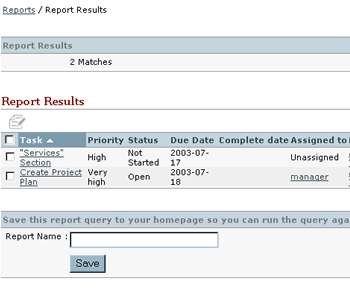 Reports / Report Results
Report Results
2 Matches
Report Results
Task Priority Status Due Date Complete date Assigned to
"Services" Section High Not Started 2003-07-17 Unassigned
Create Project Plan Very high Open 2003-07-18 manager
Save this report query to your homepage so you can run the query aga
Report Name :
Save